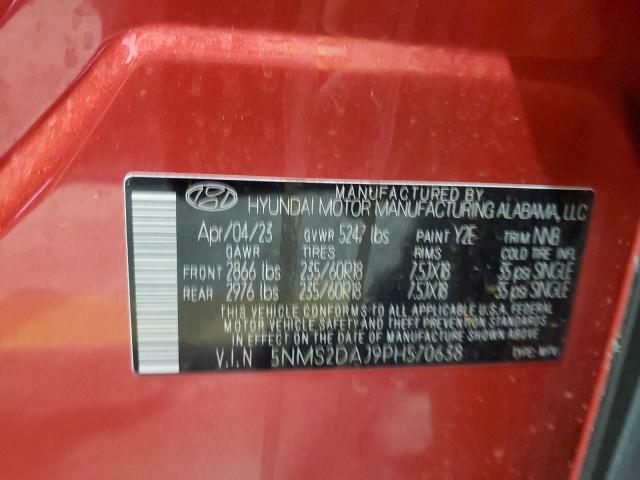 MANUFACTURED BY
HYUNDAI MOTOR MANUFACTURING ALABAMA, LLC
Apr/04/23 GVWR 5247 lbs PAINT Y2E TRIM NNB
GAWR TIRES RIMS COLD TIRE INFL
FRONT 2866 lbs 235/60R18 7.5JX18 35 psi SINGLE
REAR 2976 lbs 235/60R18 7.5JX18 35 psi SINGLE
THIS VEHICLE CONFORMS TO ALL APPLICABLE U.S.A. FEDERAL
MOTOR VEHICLE SAFETY AND THEFT PREVENTION STANDARDS
IN EFFECT ON THE DATE OF MANUFACTURE SHOWN ABOVE.
V.I.N 5NMS2DAJ9PH570638 TYPE: MPV